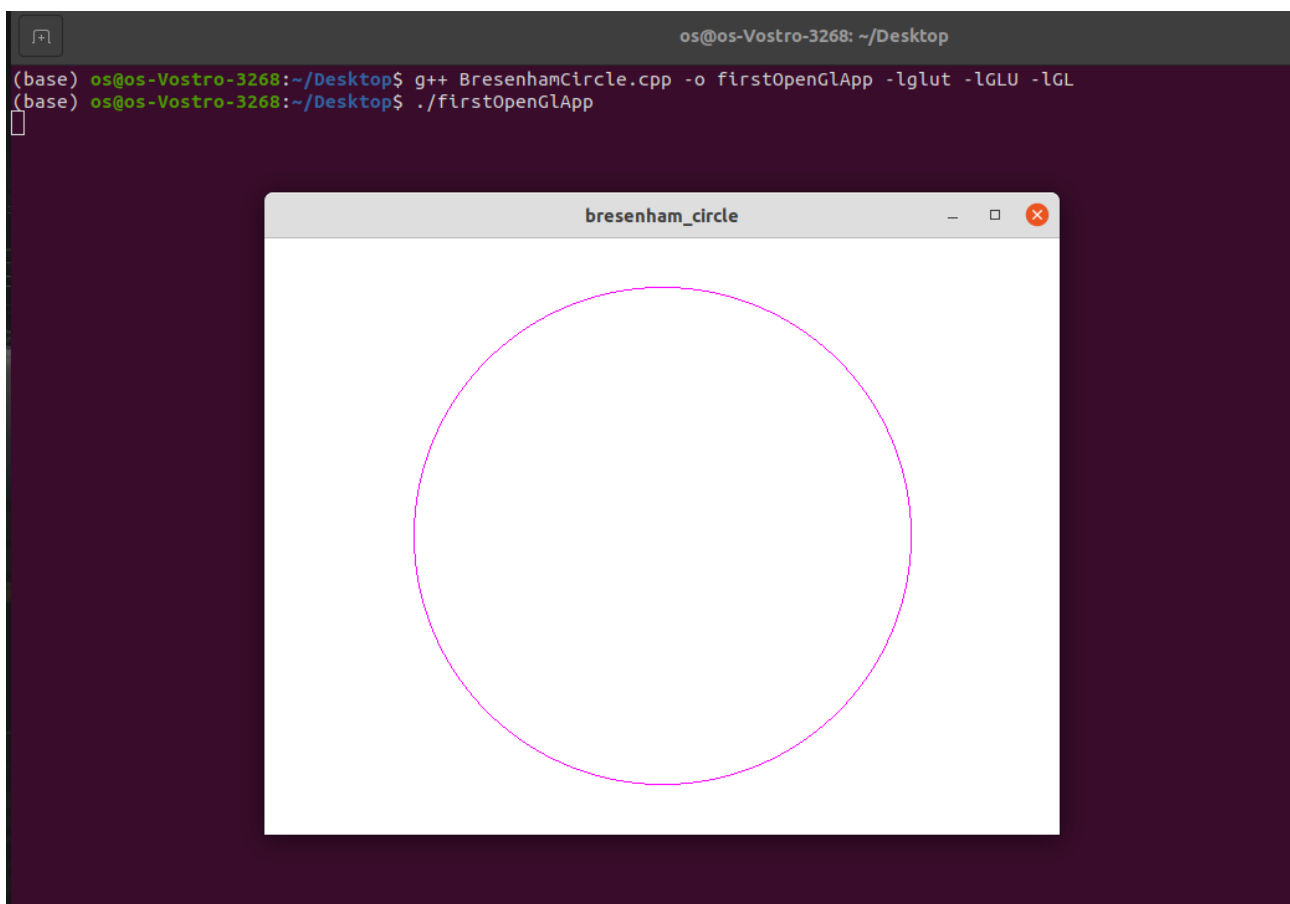 os@os-Vostro-3268: ~/Desktop
(base) os@os-Vostro-3268:~/Desktop$ g++ BresenhamCircle.cpp -o firstOpenGlApp -lglut -lGLU -lGL
(base) os@os-Vostro-3268:~/Desktop$ ./firstOpenGlApp
bresenham_circle